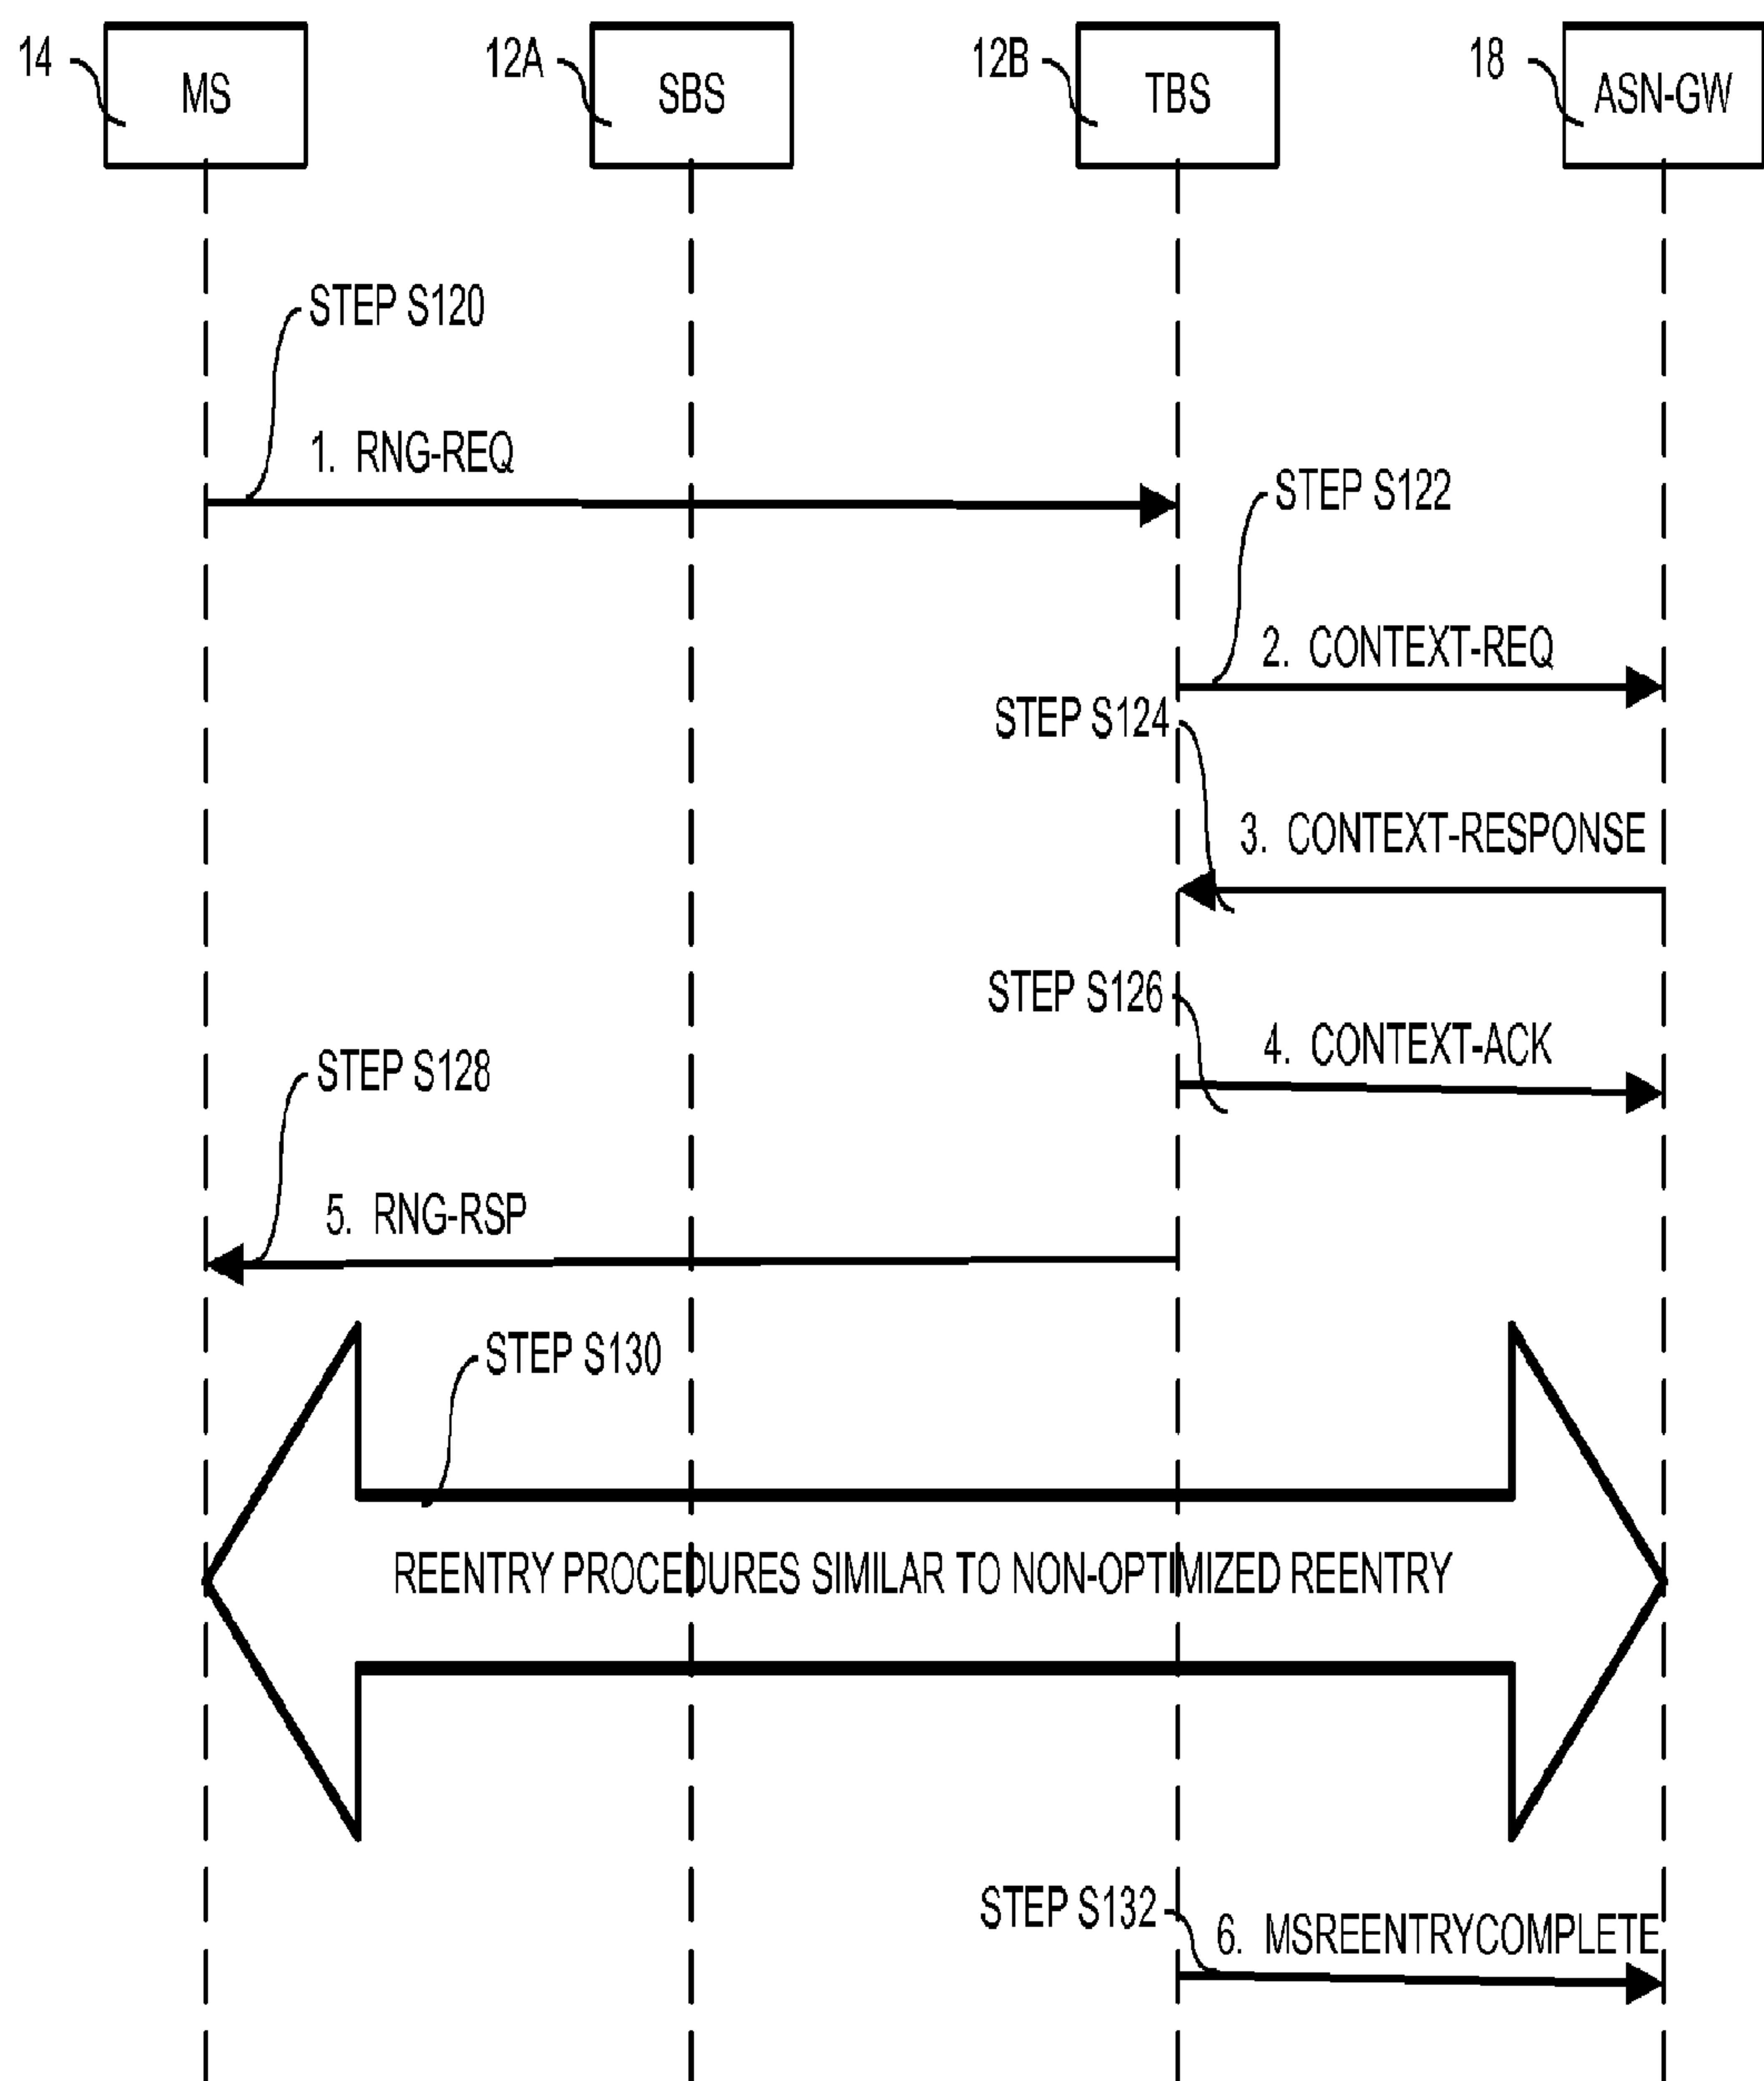 14
MS
12A
SBS
12B
TBS
18
ASN-GW
STEP S120
1. RNG-REQ
STEP S122
2. CONTEXT-REQ
STEP S124
3. CONTEXT-RESPONSE
STEP S126
4. CONTEXT-ACK
STEP S128
5. RNG-RSP
STEP S130
REENTRY PROCEDURES SIMILAR TO NON-OPTIMIZED REENTRY
STEP S132
6. MSREENTRYCOMPLETE